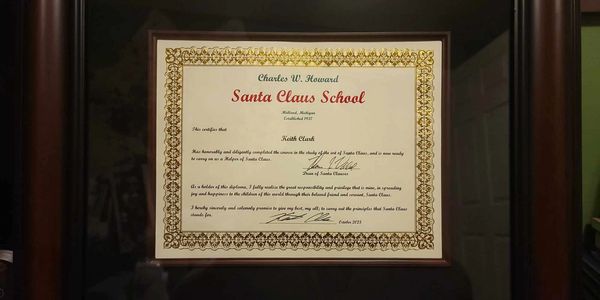 Charles W. Howard
Santa Claus School
Midland, Michigan
Established 1937
This certifies that
Keith Clark
Has honorably and diligently completed the course in the study of the art of Santa Claus, and is now ready
to carry on as a Helper of Santa Claus.
Dean of Santa Clauses
As a holder of this diploma, I fully realize the great responsibility and privilege that is mine, in spreading
joy and happiness to the children of this world through their beloved friend and servant, Santa Claus.
I hereby sincerely and solemnly promise to give my best, my all; to carry out the principles that Santa Claus
stands for.
October 2023